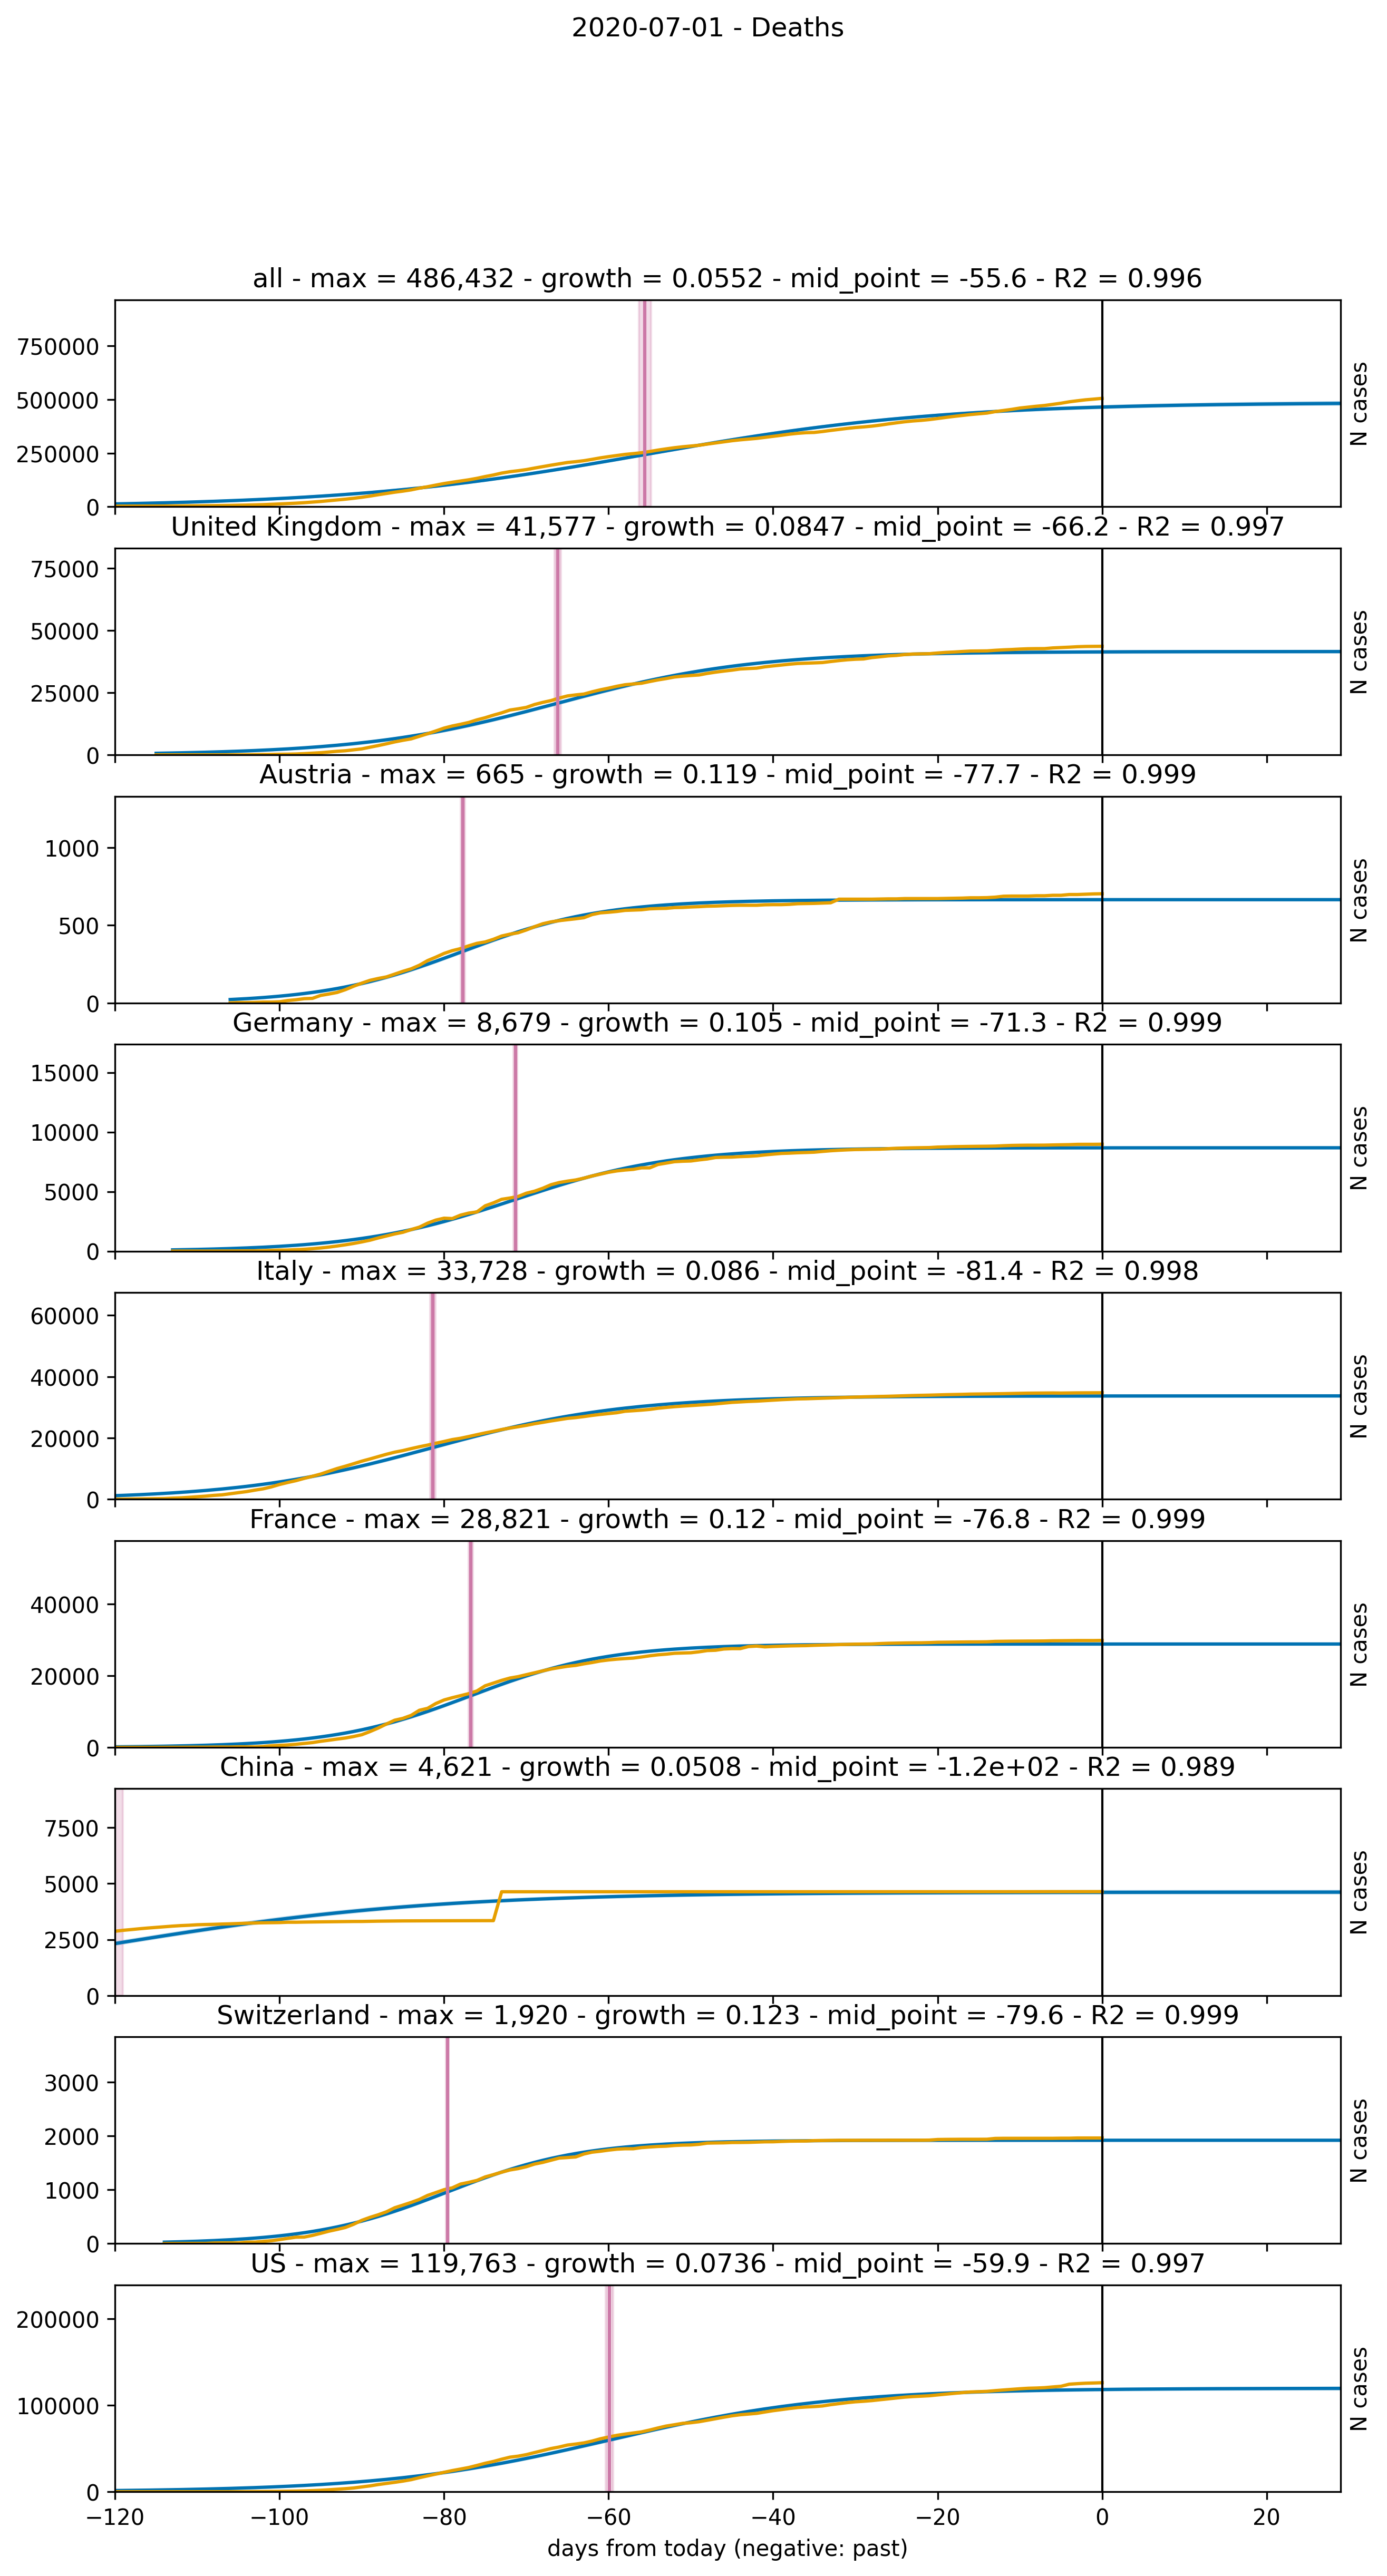 2020-07-01 - Deaths
all - max = 486,432 - growth = 0.0552 - mid_point = -55.6 - R2 = 0.996
750000
500000
250000
0
N cases
United Kingdom - max = 41,577 - growth = 0.0847 - mid_point = -66.2 - R2 = 0.997
75000
50000
25000
0
N cases
Austria - max = 665 - growth = 0.119 - mid_point = -77.7 - R2 = 0.999
1000
500
0
N cases
Germany - max = 8,679 - growth = 0.105 - mid_point = -71.3 - R2 = 0.999
15000
10000
5000
0
N cases
Italy - max = 33,728 - growth = 0.086 - mid_point = -81.4 - R2 = 0.998
60000
40000
20000
0
N cases
France - max = 28,821 - growth = 0.12 - mid_point = -76.8 - R2 = 0.999
40000
20000
0
N cases
China - max = 4,621 - growth = 0.0508 - mid_point = -1.2e+02 - R2 = 0.989
7500
5000
2500
0
N cases
Switzerland - max = 1,920 - growth = 0.123 - mid_point = -79.6 - R2 = 0.999
3000
2000
1000
0
N cases
US - max = 119,763 - growth = 0.0736 - mid_point = -59.9 - R2 = 0.997
200000
100000
0
N cases
−120 −100 −80 −60 −40 −20 0 20
days from today (negative: past)